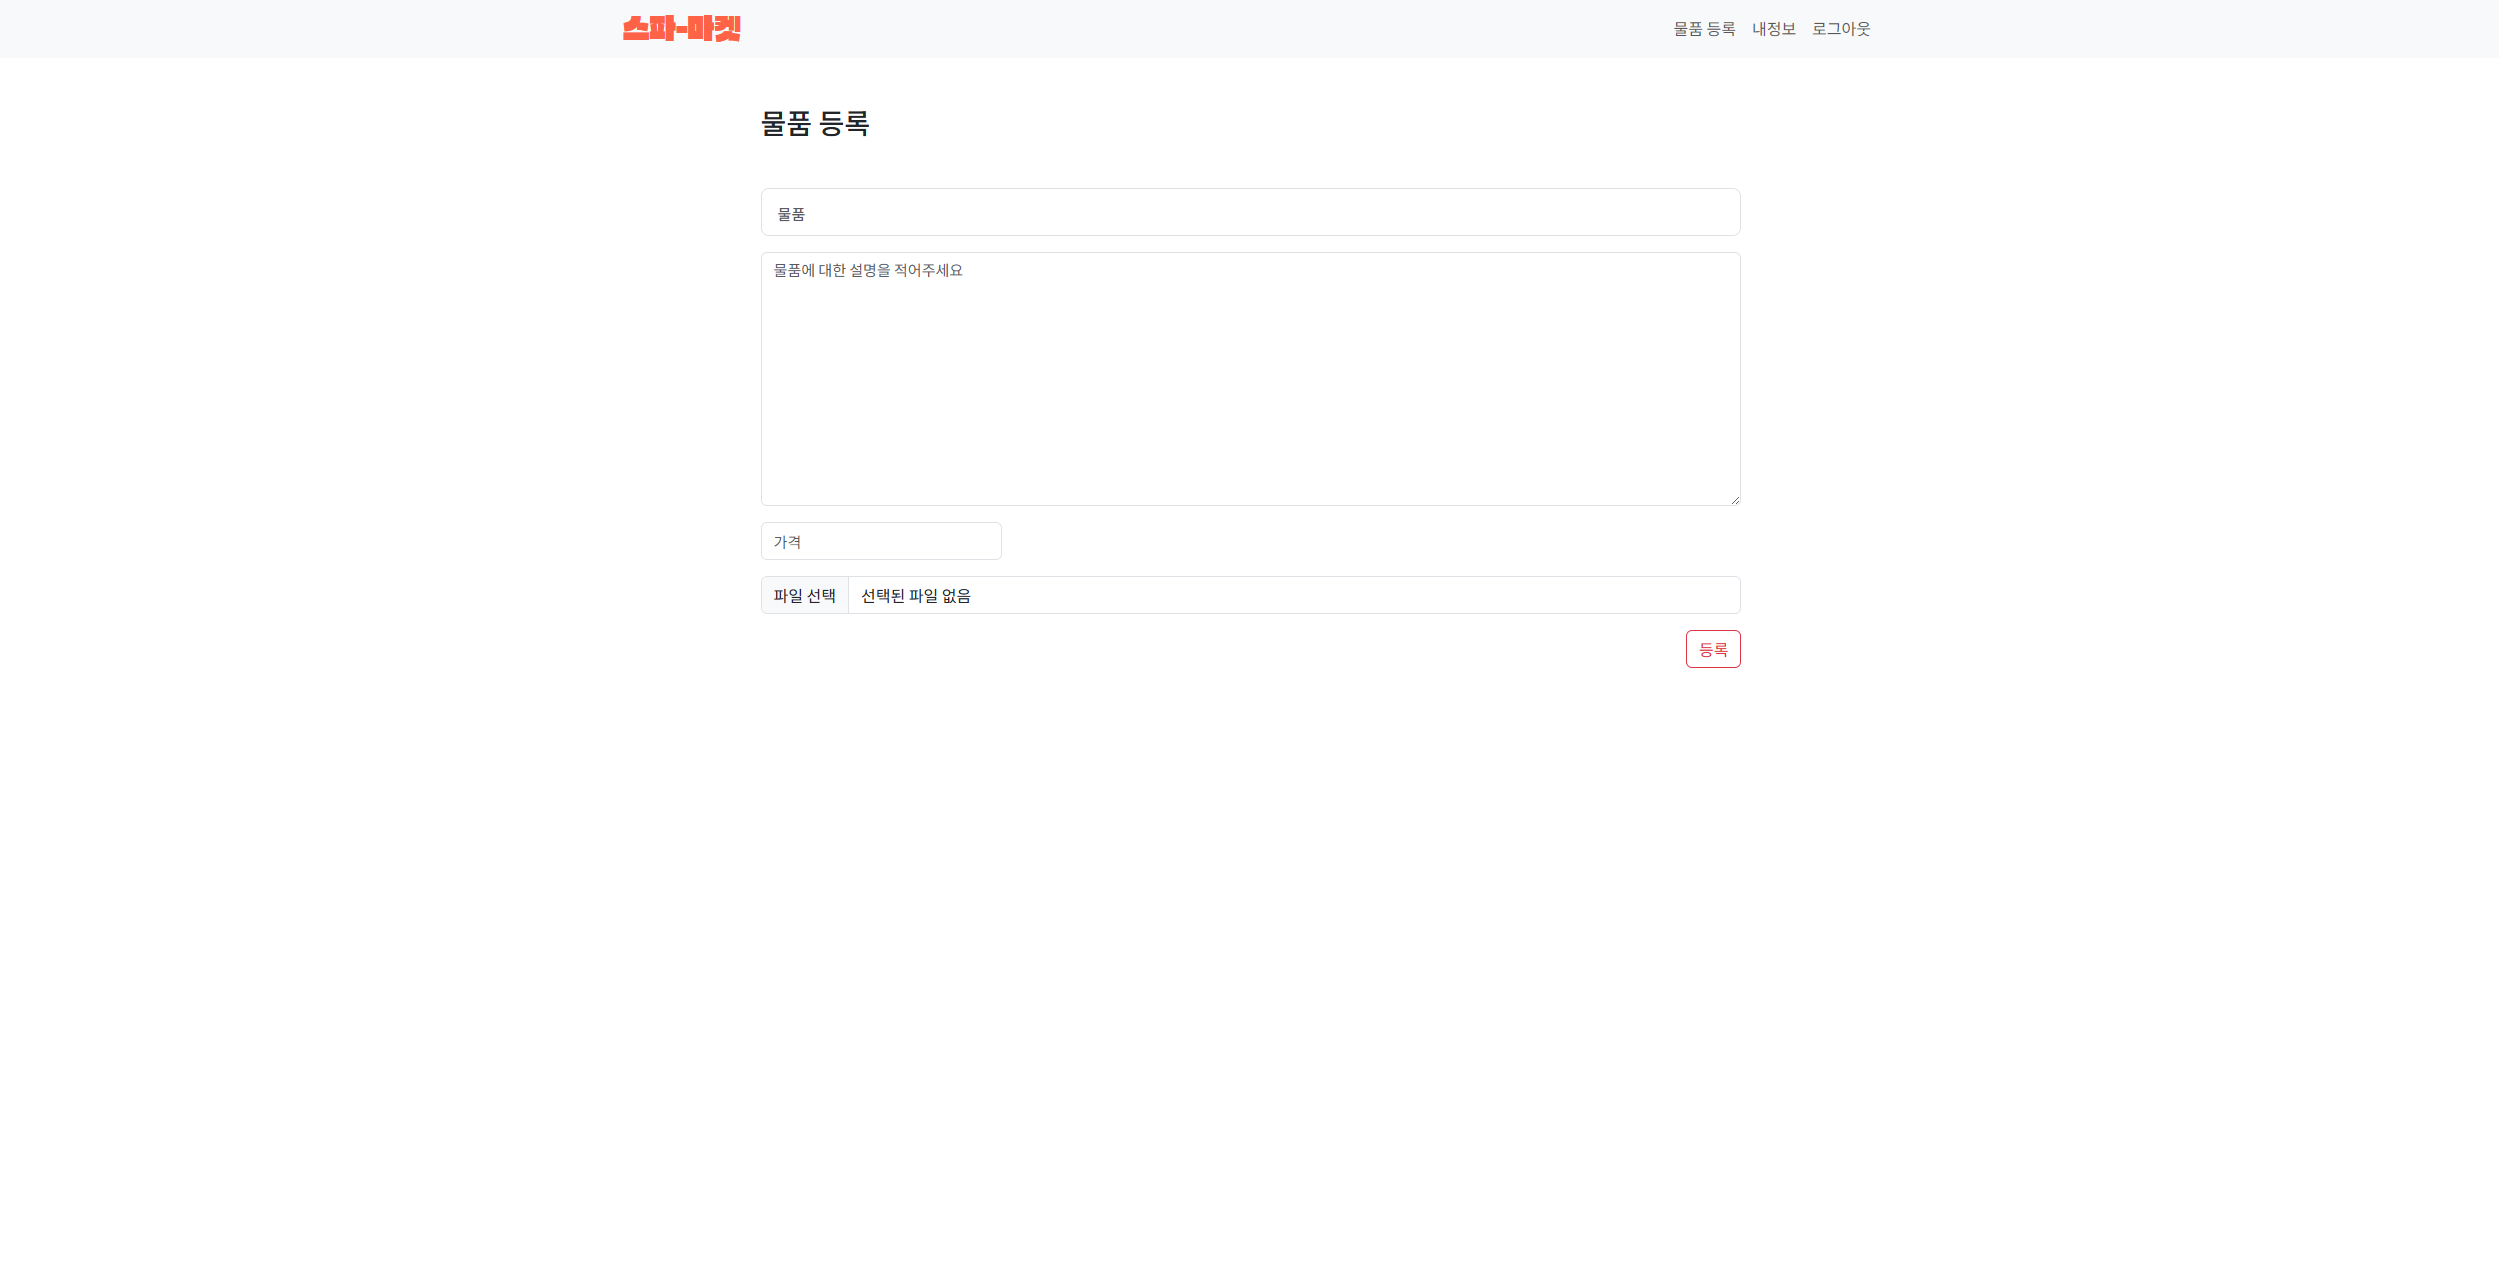 스파-마켓
물품 등록 내정보 로그아웃
물품 등록
물품
물품에 대한 설명을 적어주세요
가격
파일 선택 선택된 파일 없음
등록